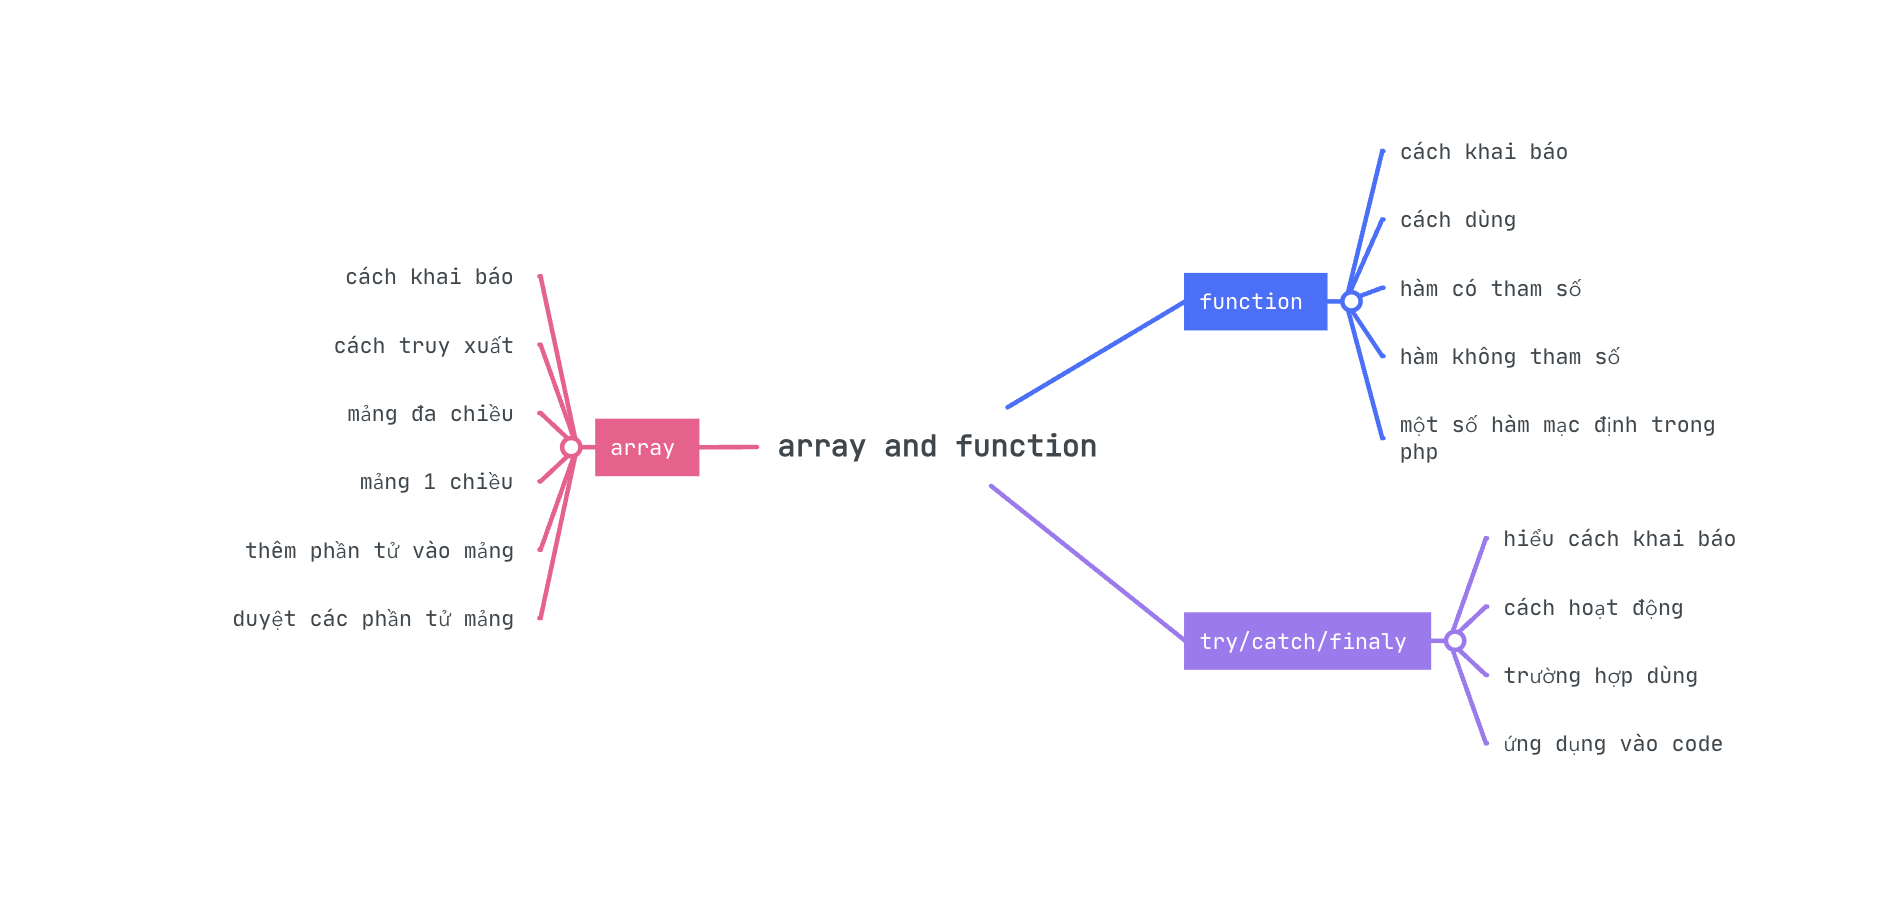 array and function
array
cách khai báo
cách truy xuất
mảng đa chiều
mảng 1 chiều
thêm phần tử vào mảng
duyệt các phần tử mảng
function
cách khai báo
cách dùng
hàm có tham số
hàm không tham số
một số hàm mạc định trong
php
try/catch/finaly
hiểu cách khai báo
cách hoạt động
trường hợp dùng
ứng dụng vào code